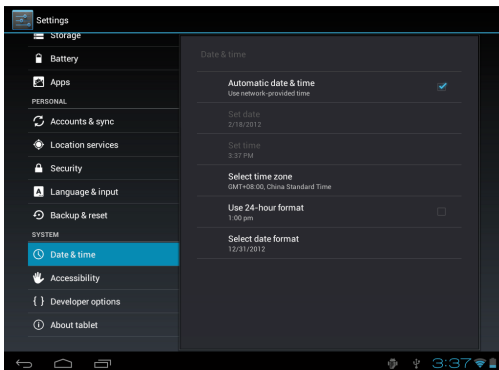 Settings
Storage
Battery
Apps
PERSONAL
Accounts & sync
Location services
Security
Language & input
Backup & reset
SYSTEM
Date & time
Accessibility
Developer options
About tablet
Date & time
Automatic date & time
Use network-provided time
Set date
2/18/2012
Set time
3:37 PM
Select time zone
GMT+08:00, China Standard Time
Use 24-hour format
1:00 pm
Select date format
12/31/2012
3:37